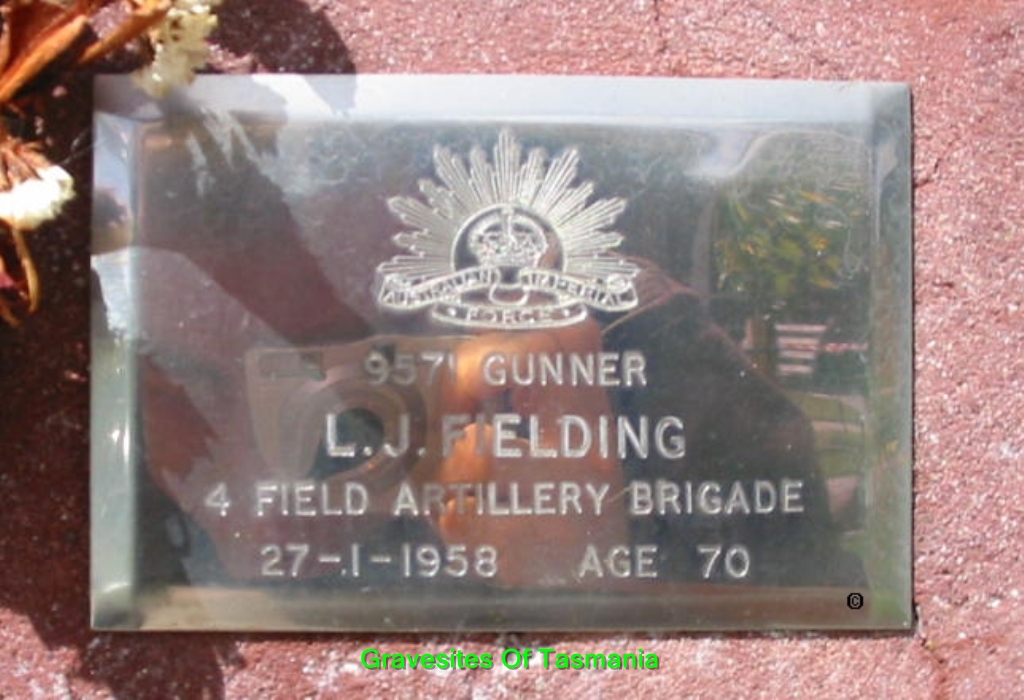 AUSTRALIAN IMPERIAL
FORCE
9571 GUNNER
L.J. FIELDING
4 FIELD ARTILLERY BRIGADE
27-1-1958 AGE 70
©
Gravesites Of Tasmania